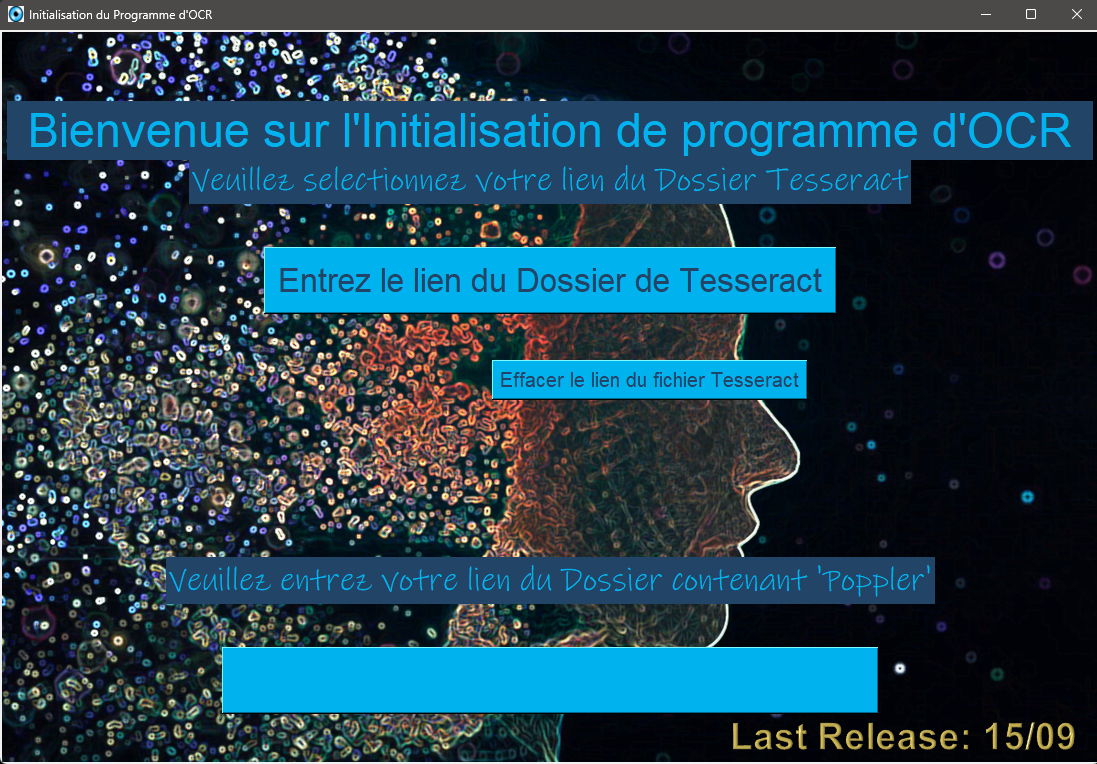 Initialisation du Programme d'OCR
Bienvenue sur l'Initialisation de programme d'OCR
Veuillez selectionnez votre lien du Dossier Tesseract
Entrez le lien du Dossier de Tesseract
Effacer le lien du fichier Tesseract
Veuillez entrez votre lien du Dossier contenant 'Poppler'
Last Release: 15/09